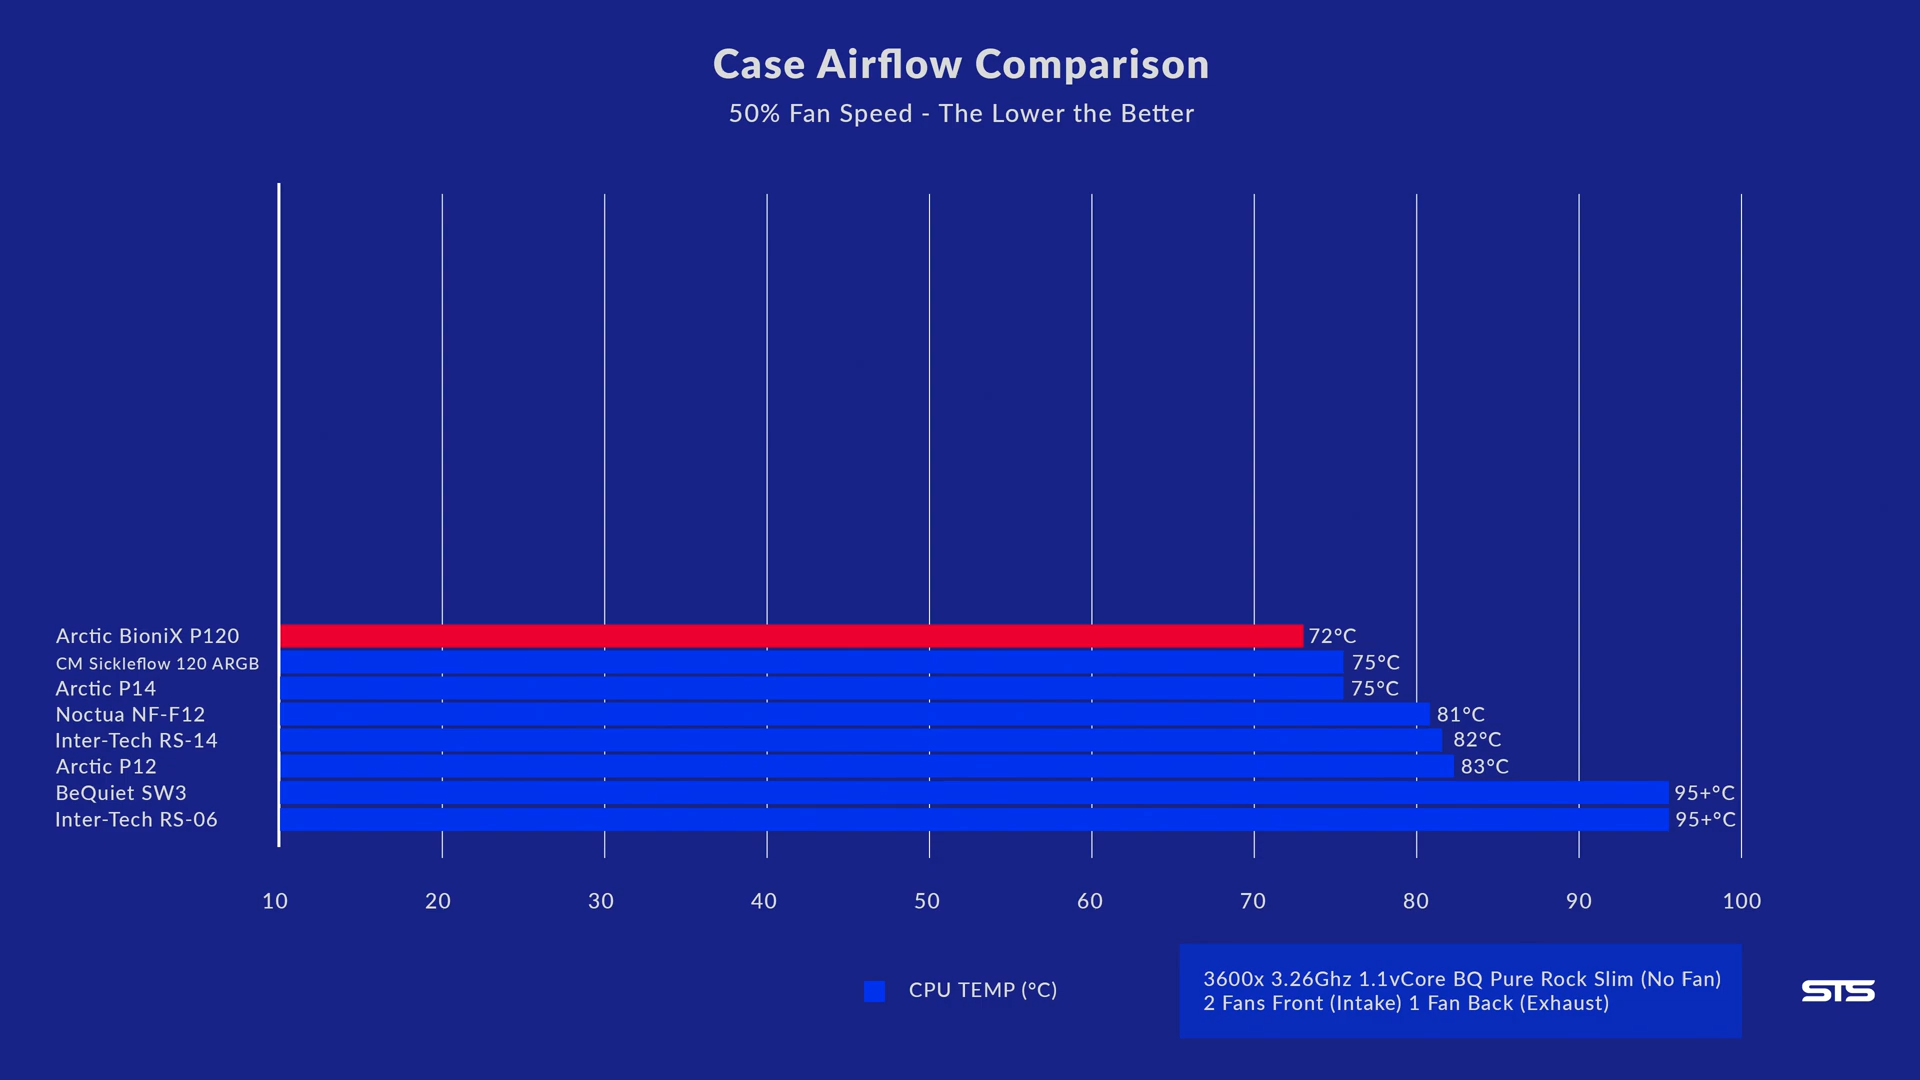 Case Airflow Comparison
50% Fan Speed - The Lower the Better
Arctic BioniX P120 72°C
CM Sickleflow 120 ARGB 75°C
Arctic P14 75°C
Noctua NF-F12 81°C
Inter-Tech RS-14 82°C
Arctic P12 83°C
BeQuiet SW3 95+°C
Inter-Tech RS-06 95+°C
10 20 30 40 50 60 70 80 90 100
CPU TEMP (°C)
3600x 3.26Ghz 1.1vCore BQ Pure Rock Slim (No Fan)
2 Fans Front (Intake) 1 Fan Back (Exhaust)
STS